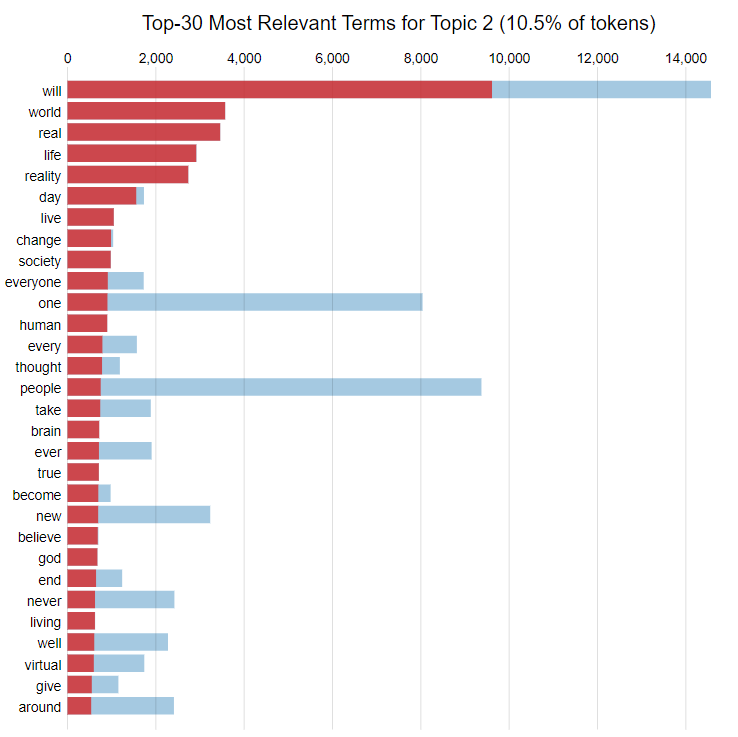 Top-30 Most Relevant Terms for Topic 2 (10.5% of tokens)
0 2,000 4,000 6,000 8,000 10,000 12,000 14,000
will
world
real
life
reality
day
live
change
society
everyone
one
human
every
thought
people
take
brain
ever
true
become
new
believe
god
end
never
living
well
virtual
give
around